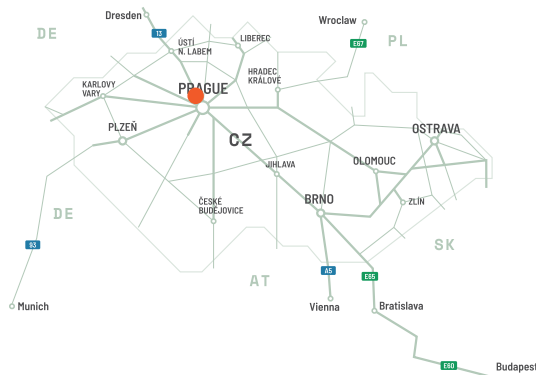 Dresden
13
Wroclaw
DE
ÚSTÍ
N. LABEM
LIBEREC
E67
PL
HRADEC
KRÁLOVÉ
KARLOVY
VARY
PRAGUE
PLZEŇ
CZ
OSTRAVA
JIHLAVA
OLOMOUC
ČESKÉ
BUDĚJOVICE
BRNO
ZLÍN
DE
93
SK
AT
A5
E65
Munich
Vienna
Bratislava
E60
Budapest